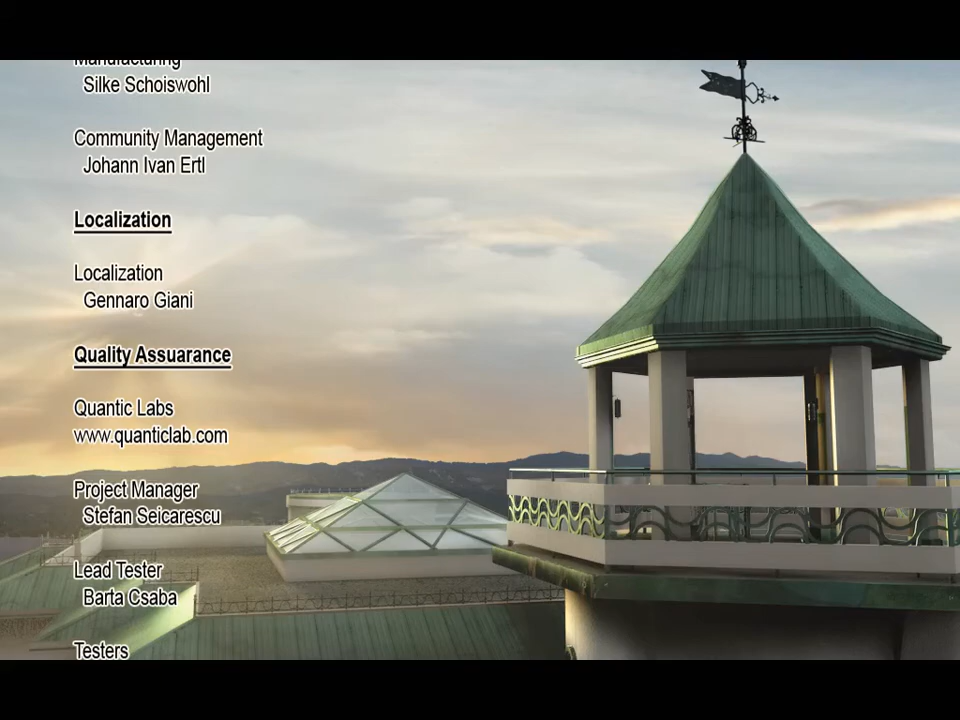 Manufacturing
Silke Schoiswohl
Community Management
Johann Ivan Ertl
Localization
Localization
Gennaro Giani
Quality Assuarance
Quantic Labs
www.quanticlab.com
Project Manager
Stefan Seicarescu
Lead Tester
Barta Csaba
Testers